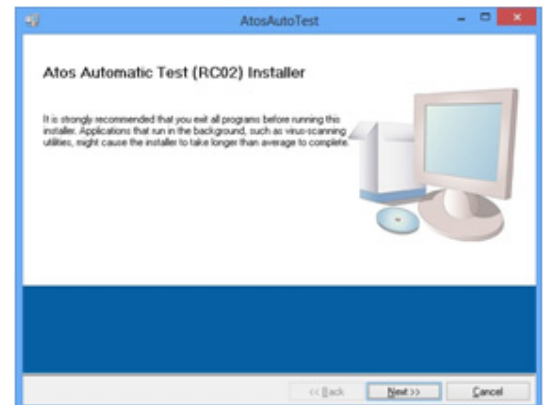 AtosAutoTest
Atos Automatic Test (RC02) Installer
It is strongly recommended that you exit all programs before running this
installer. Applications that run in the background, such as virus-scanning
utilities, might cause the installer to take longer than average to complete.
<< Back
Next >>
Cancel